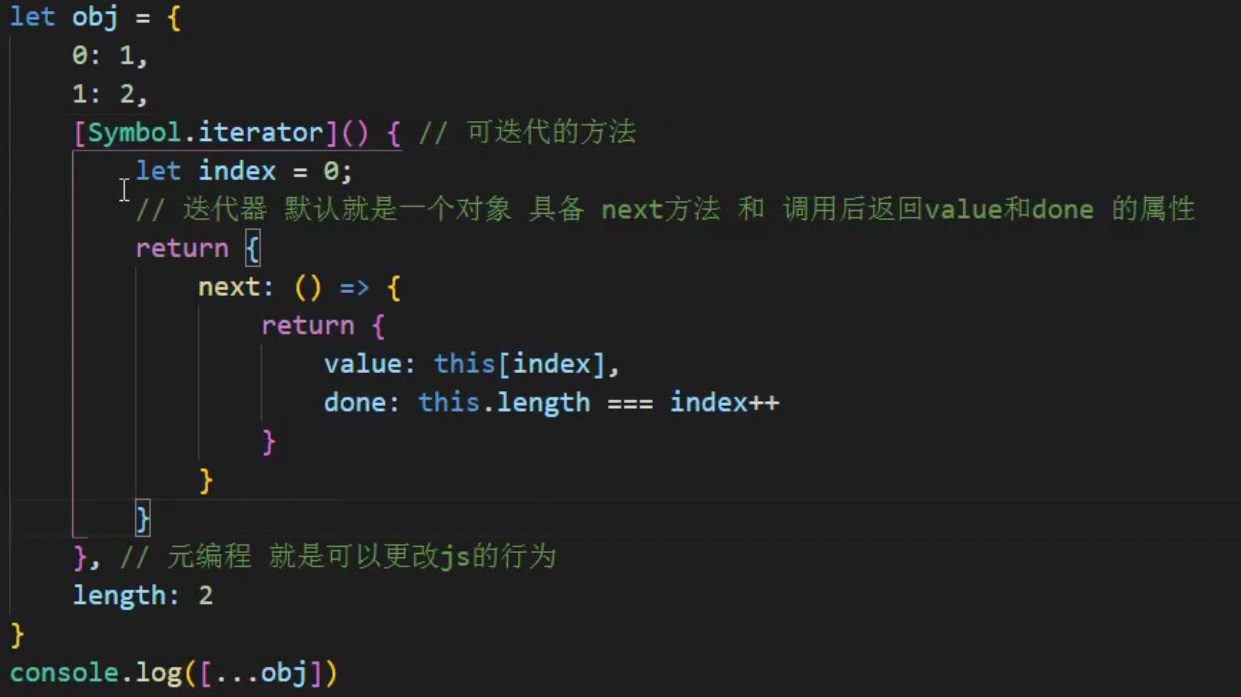 let obj = {
    0: 1,
    1: 2,
    [Symbol.iterator]() { // 可迭代的方法
        let index = 0;
        // 迭代器 默认就是一个对象 具备 next方法 和 调用后返回value和done 的属性
        return {
            next: () => {
                return {
                    value: this[index],
                    done: this.length === index++
                }
            }
        }
    }, // 元编程 就是可以更改js的行为
    length: 2
}
console.log([...obj])